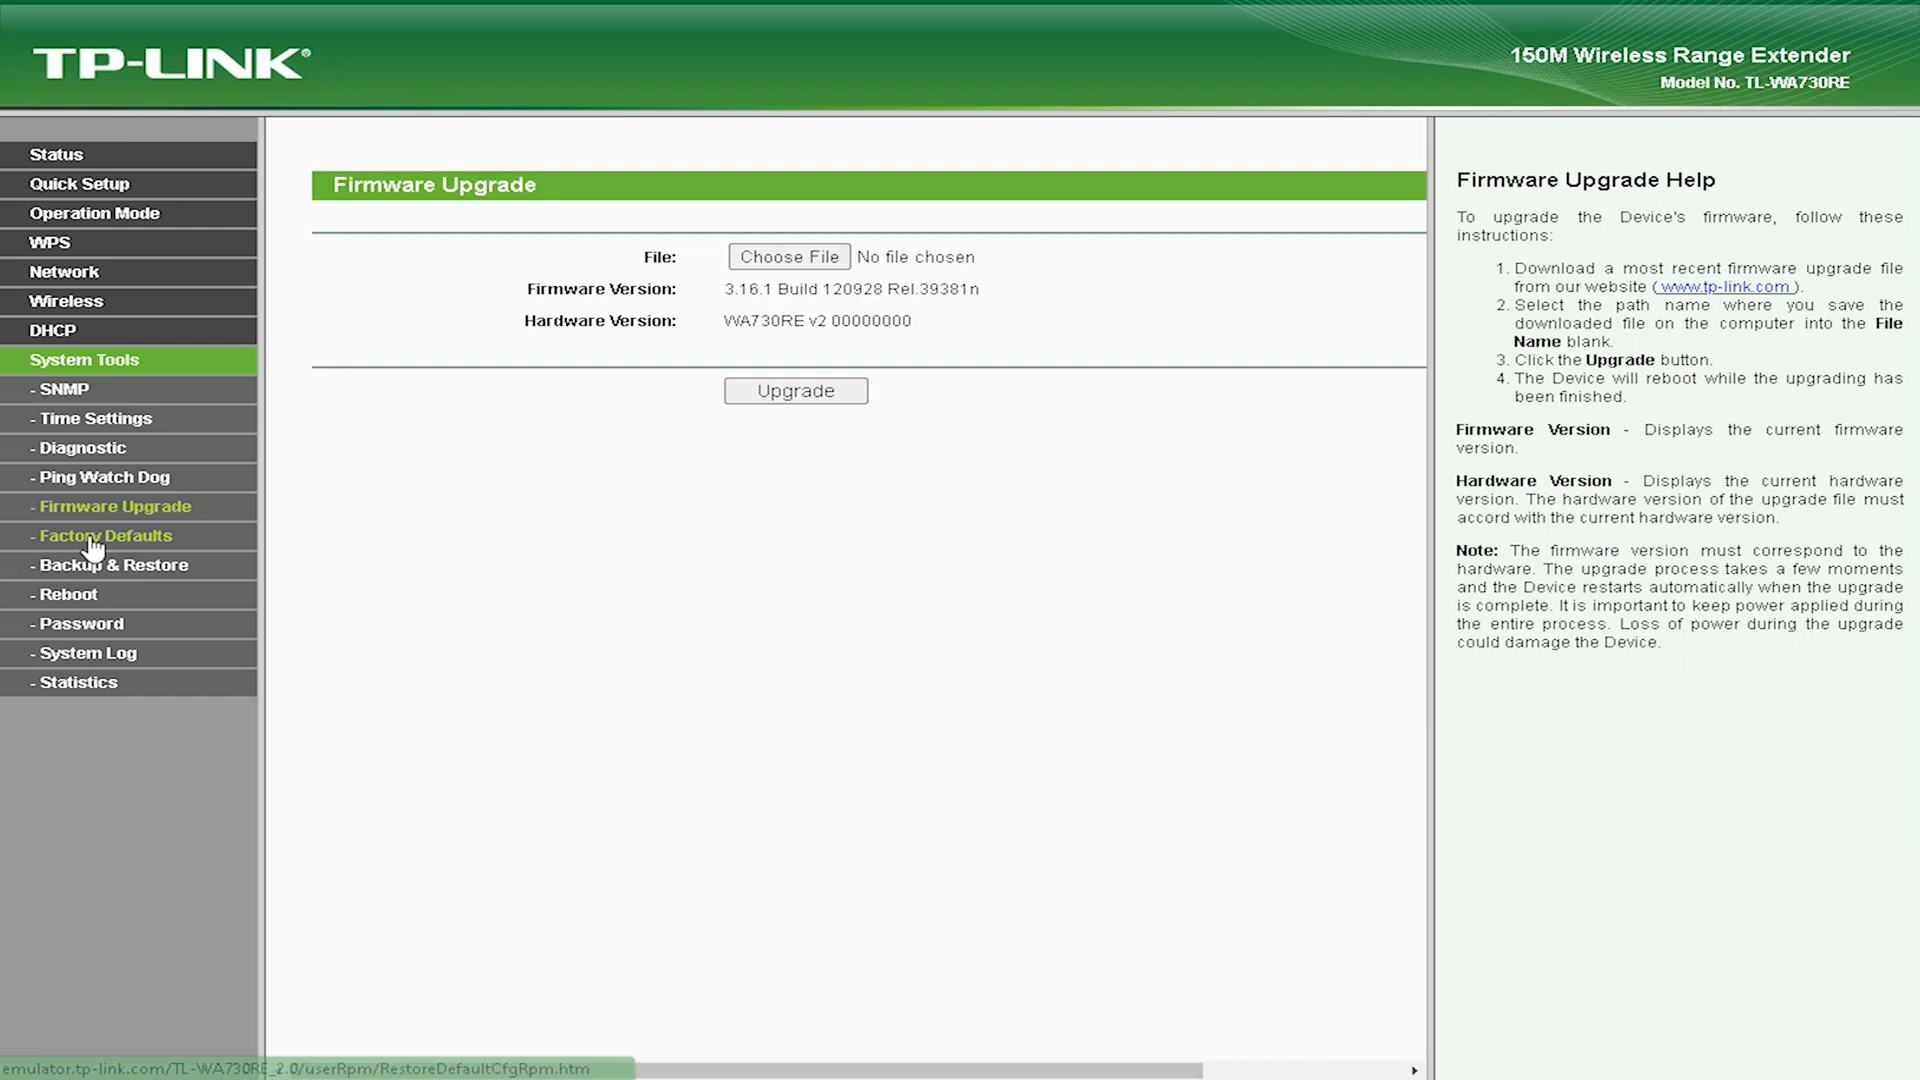 TP-LINK®
150M Wireless Range Extender
Model No. TL-WA730RE
Status
Quick Setup
Operation Mode
WPS
Network
Wireless
DHCP
System Tools
- SNMP
- Time Settings
- Diagnostic
- Ping Watch Dog
- Firmware Upgrade
- Factory Defaults
- Backup & Restore
- Reboot
- Password
- System Log
- Statistics
Firmware Upgrade
File: Choose File No file chosen
Firmware Version: 3.16.1 Build 120928 Rel.39381n
Hardware Version: WA730RE v2 00000000
Upgrade
Firmware Upgrade Help
To upgrade the Device's firmware, follow these
instructions:
1. Download a most recent firmware upgrade file
from our website ( www.tp-link.com ).
2. Select the path name where you save the
downloaded file on the computer into the File
Name blank.
3. Click the Upgrade button.
4. The Device will reboot while the upgrading has
been finished.
Firmware Version - Displays the current firmware
version.
Hardware Version - Displays the current hardware
version. The hardware version of the upgrade file must
accord with the current hardware version.
Note: The firmware version must correspond to the
hardware. The upgrade process takes a few moments
and the Device restarts automatically when the upgrade
is complete. It is important to keep power applied during
the entire process. Loss of power during the upgrade
could damage the Device.
emulator.tp-link.com/TL-WA730RE_2.0/userRpm/RestoreDefaultCfgRpm.htm